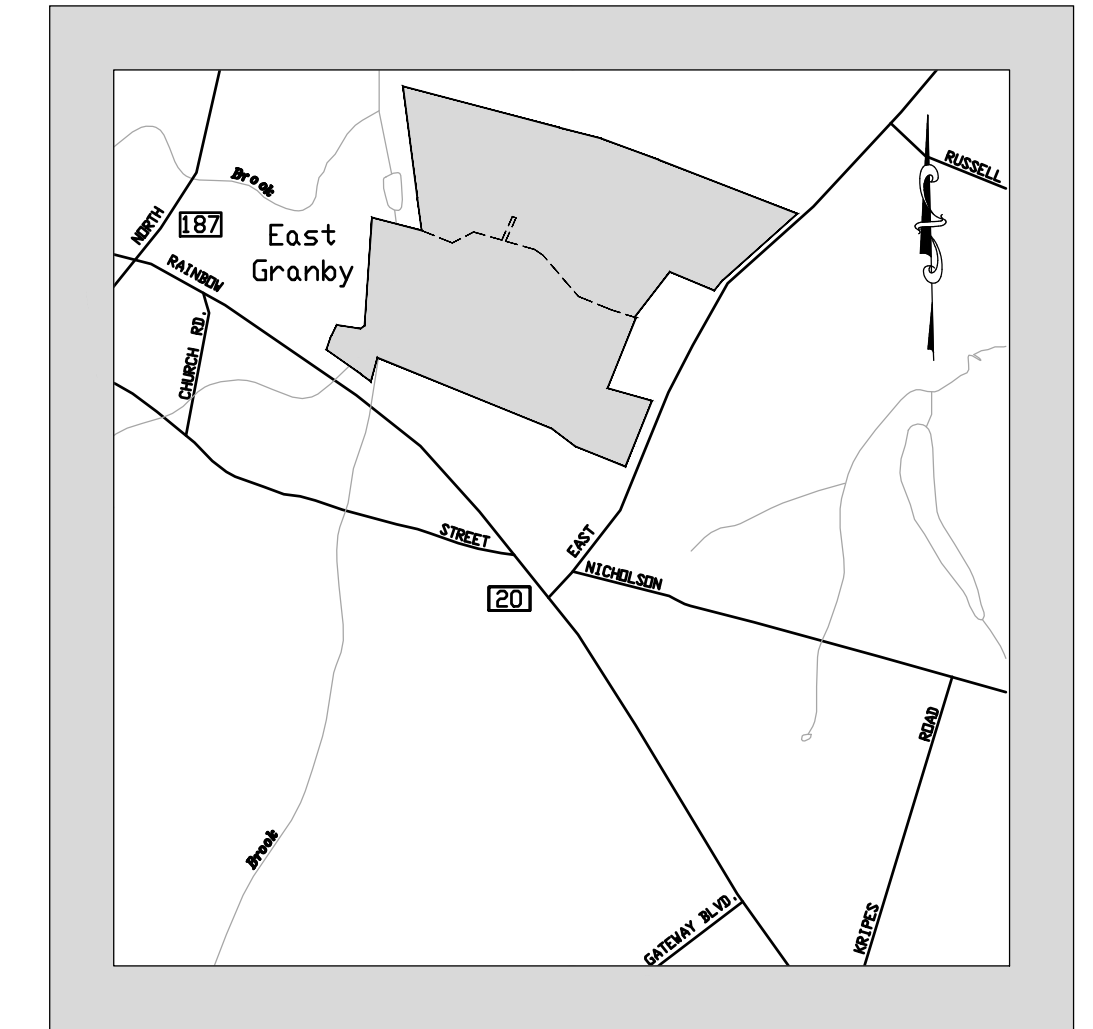 RUSSELL
Brook
NORTH
187
East
Granby
RAINBOW
CHURCH RD.
STREET
EAST
NICHOLSON
20
ROAD
Brook
GATEWAY BLVD.
KRIPES